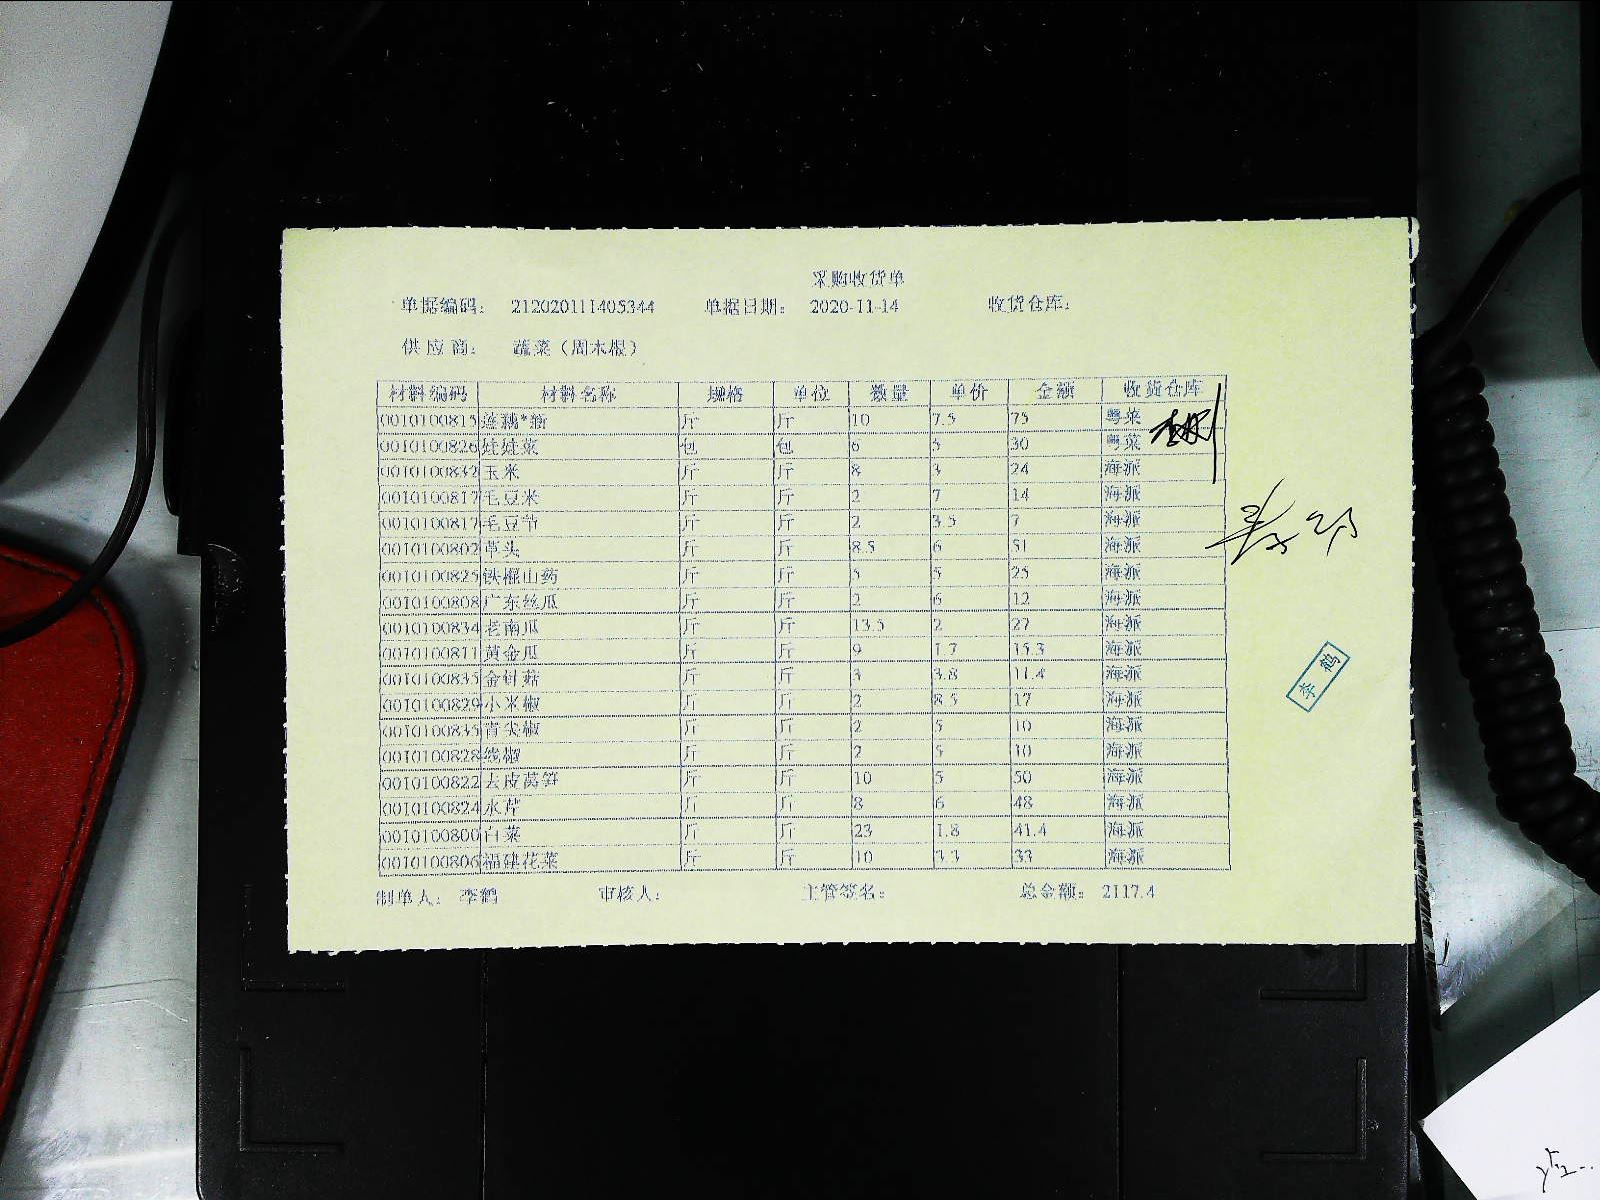 采购收货单
单据编码： 212020111405344 单据日期： 2020-11-14 收货仓库：
供应商： 蔬菜（周木根）
材料编码 材料名称 规格 单位 数量 单价 金额 收货仓库
0010100815 莲藕*新 斤 斤 10 7.5 75 粤菜
0010100826 娃娃菜 包 包 6 5 30 粤菜
0010100832 玉米 斤 斤 8 3 24 海派
0010100817 毛豆米 斤 斤 2 7 14 海派
0010100817 毛豆节 斤 斤 2 3.5 7 海派
0010100802 草头 斤 斤 8.5 6 51 海派
0010100825 铁棍山药 斤 斤 5 5 25 海派
0010100808 广东丝瓜 斤 斤 2 6 12 海派
0010100834 老南瓜 斤 斤 13.5 2 27 海派
0010100811 黄金瓜 斤 斤 9 1.7 15.3 海派
0010100835 金针菇 斤 斤 3 3.8 11.4 海派
0010100829 小米椒 斤 斤 2 8.5 17 海派
0010100835 青尖椒 斤 斤 2 5 10 海派
0010100828 线椒 斤 斤 2 5 10 海派
0010100822 去皮莴笋 斤 斤 10 5 50 海派
0010100824 水芹 斤 斤 8 6 48 海派
0010100800 白菜 斤 斤 23 1.8 41.4 海派
0010100806 福建花菜 斤 斤 10 3.3 33 海派
制单人： 李鹤 审核人： 主管签名： 总金额： 2117.4
李鹤